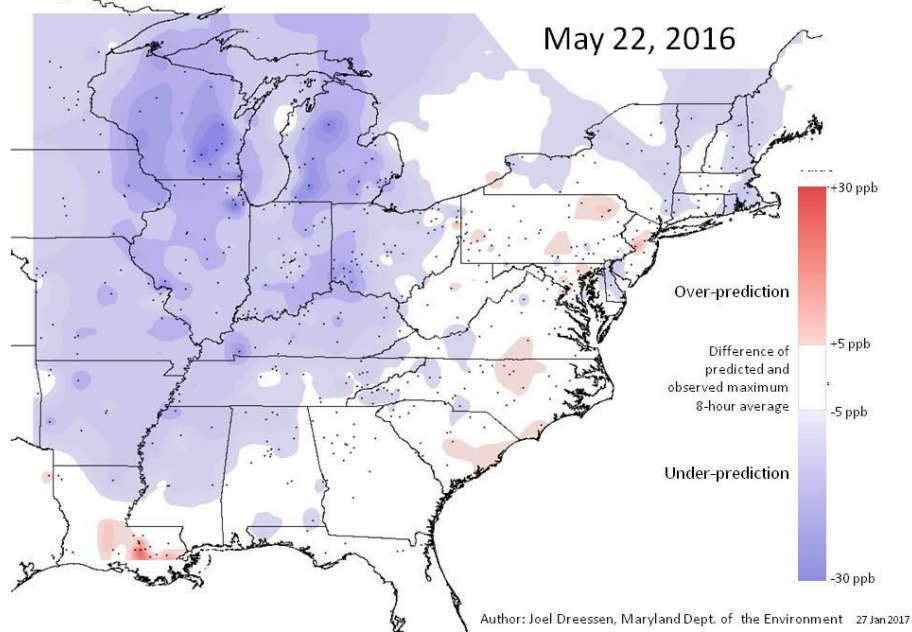 May 22, 2016
+30 ppb
Over-prediction
+5 ppb
Difference of
predicted and
observed maximum
8-hour average
-5 ppb
Under-prediction
-30 ppb
Author: Joel Dreessen, Maryland Dept. of the Environment 27 Jan 2017